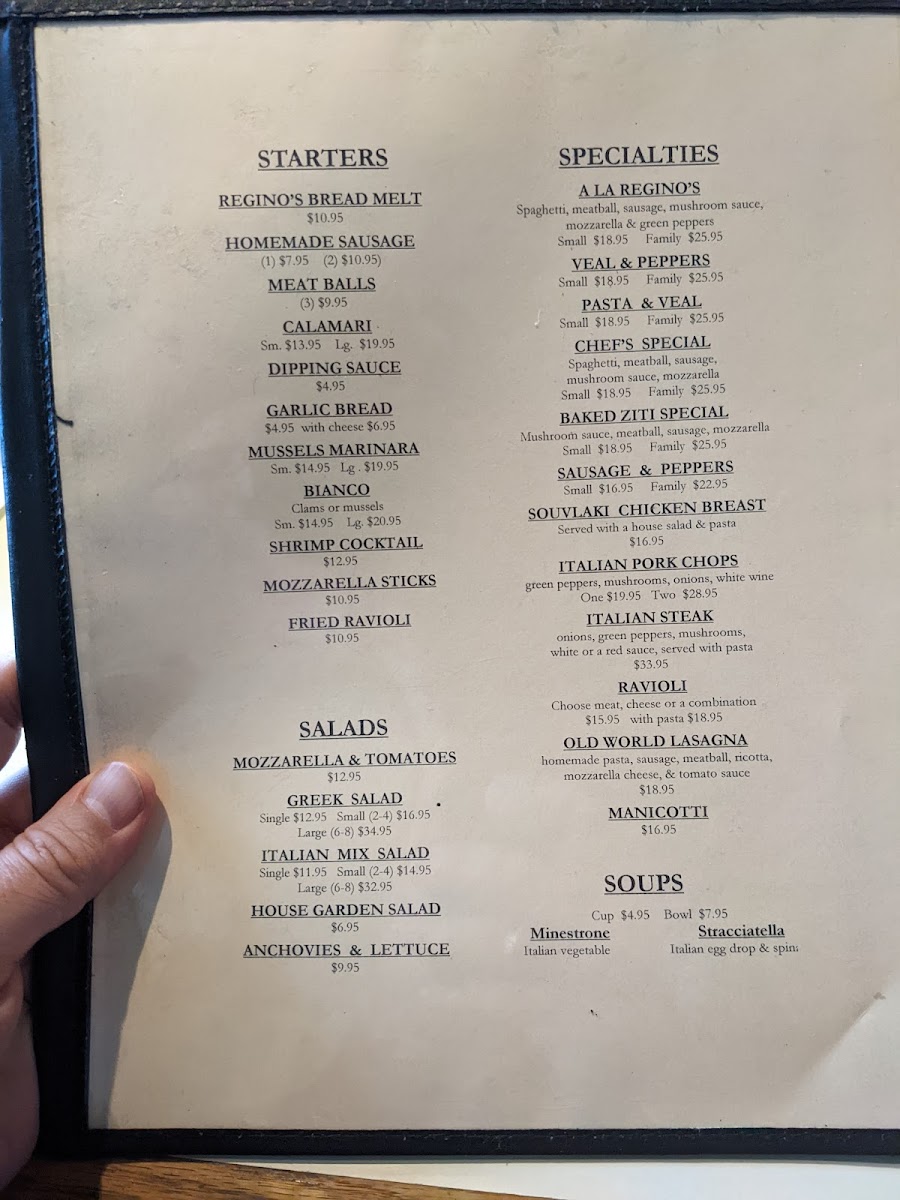 STARTERS
REGINO'S BREAD MELT
$10.95
HOMEMADE SAUSAGE
(1) $7.95 (2) $10.95)
MEAT BALLS
(3) $9.95
CALAMARI
Sm. $13.95 Lg. $19.95
DIPPING SAUCE
$4.95
GARLIC BREAD
$4.95 with cheese $6.95
MUSSELS MARINARA
Sm. $14.95 Lg . $19.95
BIANCO
Clams or mussels
Sm. $14.95 Lg. $20.95
SHRIMP COCKTAIL
$12.95
MOZZARELLA STICKS
$10.95
FRIED RAVIOLI
$10.95
SALADS
MOZZARELLA & TOMATOES
$12.95
GREEK SALAD
Single $12.95 Small (2-4) $16.95
Large (6-8) $34.95
ITALIAN MIX SALAD
Single $11.95 Small (2-4) $14.95
Large (6-8) $32.95
HOUSE GARDEN SALAD
$6.95
ANCHOVIES & LETTUCE
$9.95
SPECIALTIES
A LA REGINO'S
Spaghetti, meatball, sausage, mushroom sauce,
mozzarella & green peppers
Small $18.95 Family $25.95
VEAL & PEPPERS
Small $18.95 Family $25.95
PASTA & VEAL
Small $18.95 Family $25.95
CHEF'S SPECIAL
Spaghetti, meatball, sausage,
mushroom sauce, mozzarella
Small $18.95 Family $25.95
BAKED ZITI SPECIAL
Mushroom sauce, meatball, sausage, mozzarella
Small $18.95 Family $25.95
SAUSAGE & PEPPERS
Small $16.95 Family $22.95
SOUVLAKI CHICKEN BREAST
Served with a house salad & pasta
$16.95
ITALIAN PORK CHOPS
green peppers, mushrooms, onions, white wine
One $19.95 Two $28.95
ITALIAN STEAK
onions, green peppers, mushrooms,
white or a red sauce, served with pasta
$33.95
RAVIOLI
Choose meat, cheese or a combination
$15.95 with pasta $18.95
OLD WORLD LASAGNA
homemade pasta, sausage, meatball, ricotta,
mozzarella cheese, & tomato sauce
$18.95
MANICOTTI
$16.95
SOUPS
Cup $4.95 Bowl $7.95
Minestrone
Italian vegetable
Stracciatella
Italian egg drop &